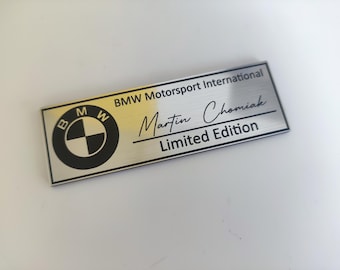 BMW
BMW Motorsport International
Martin Chomiak
Limited Edition